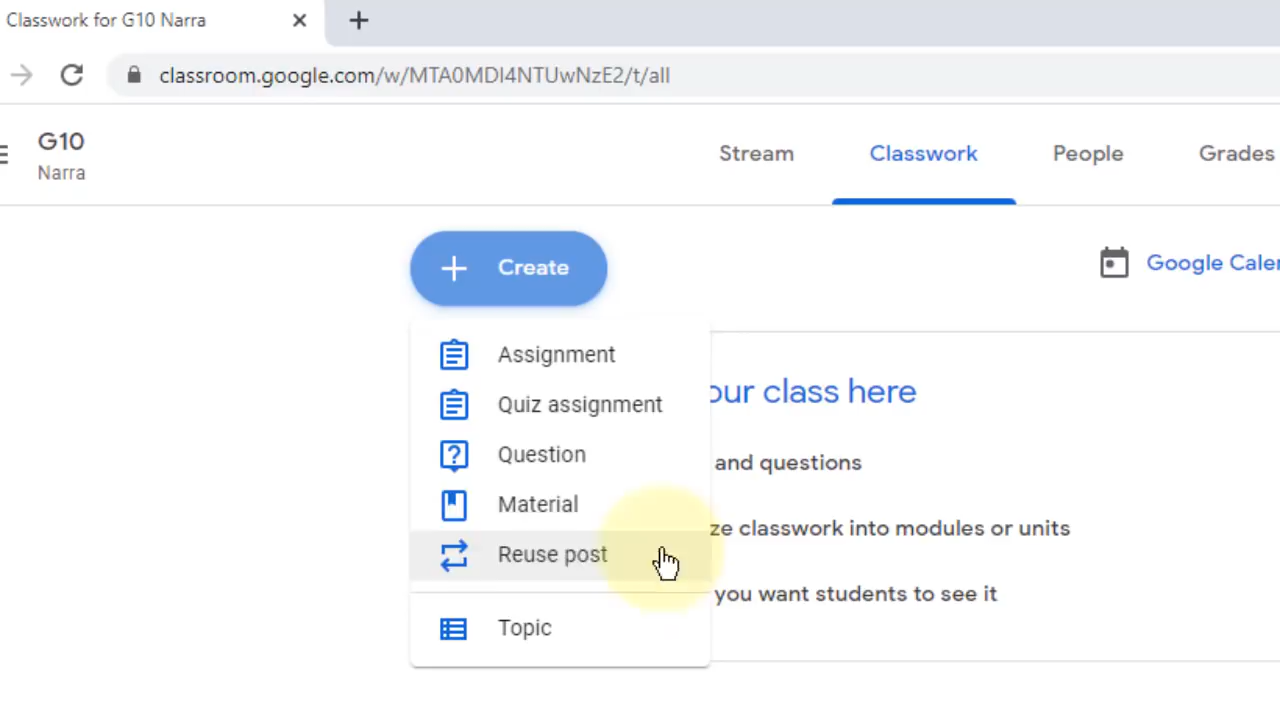 Classwork for G10 Narra
classroom.google.com/w/MTA0MDI4NTUwNzE2/t/all
G10
Narra
Stream Classwork People Grades
Create
Google Caler
Assignment
our class here
Quiz assignment
Question
and questions
Material
ze classwork into modules or units
Reuse post
you want students to see it
Topic